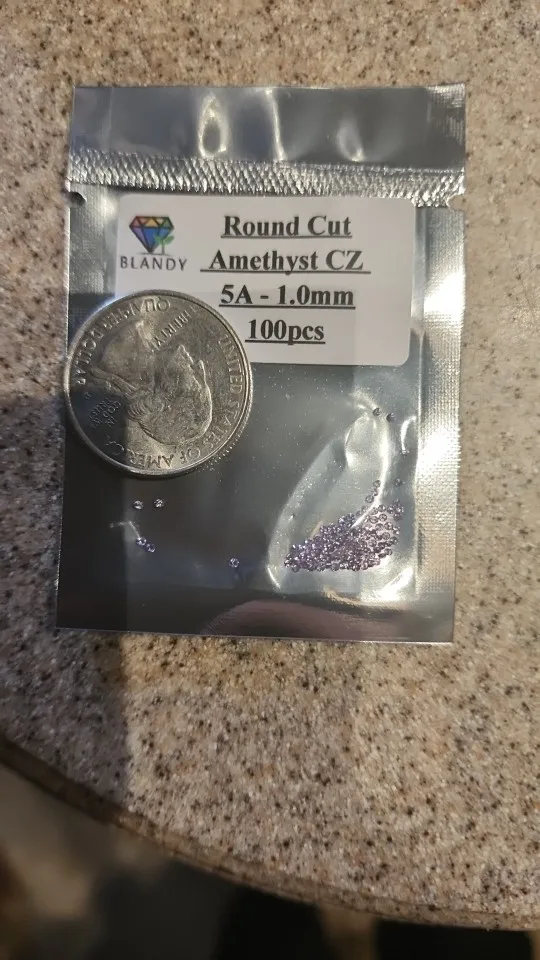 Round Cut
Amethyst CZ
5A - 1.0mm
100pcs
BLANDY
UNITED STATES OF AMERICA
LIBERTY
QUARTER DOLLAR